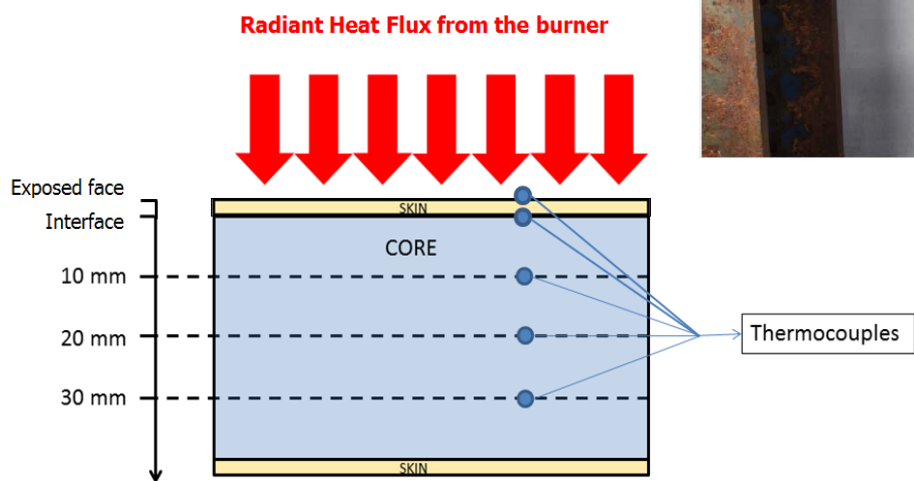 Radiant Heat Flux from the burner
Exposed face
SKIN
Interface
CORE
10 mm
20 mm
Thermocouples
30 mm
SKIN